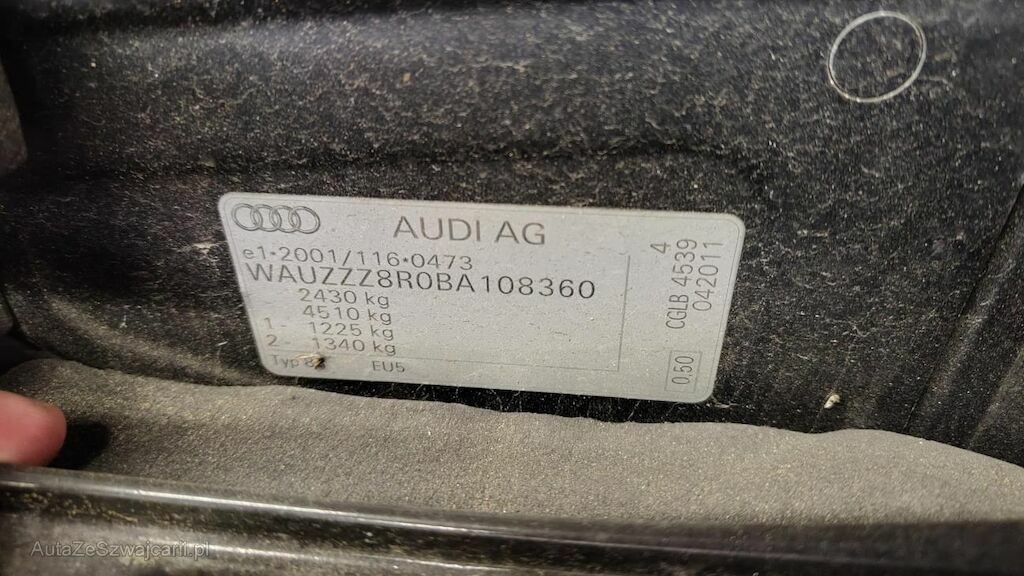 AUDI AG
e1*2001/116*0473
WAUZZZ8R0BA108360
2430 kg
4510 kg
1 - 1225 kg
2 - 1340 kg
Typ EU5
4
CGLB 4539
042011
0,50
AutaZeSzwajcarii.pl